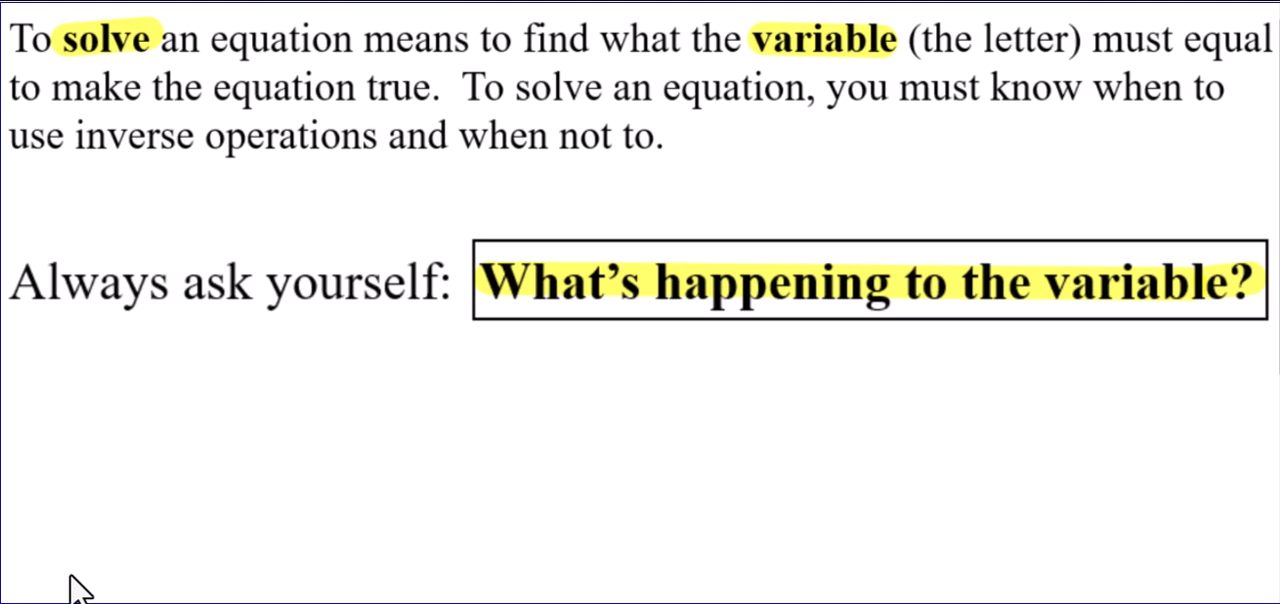 To solve an equation means to find what the variable (the letter) must equal
to make the equation true.  To solve an equation, you must know when to
use inverse operations and when not to.
Always ask yourself: What’s happening to the variable?